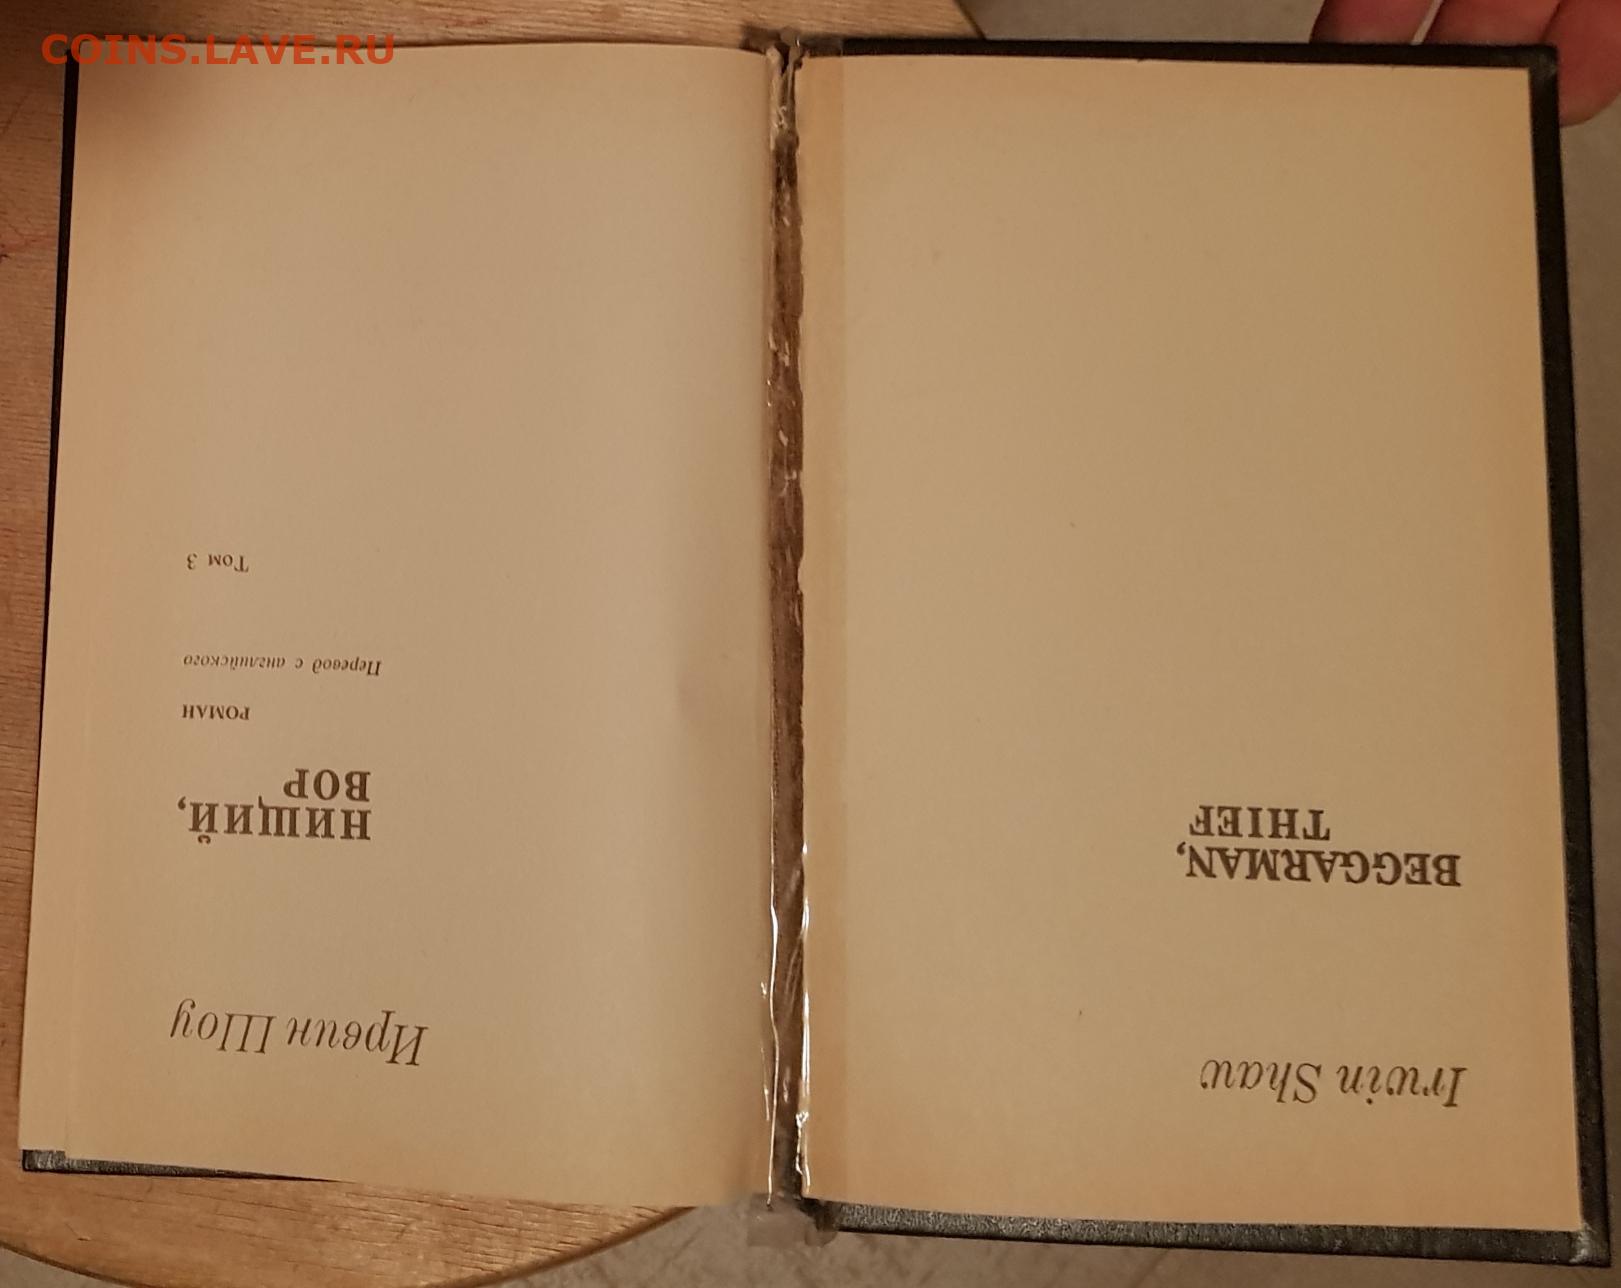 COINS.LAVE.RU
Irwin Shaw
BEGGARMAN,
THIEF
Ирвин Шоу
НИЩИЙ,
ВОР
РОМАН
Перевод с английского
Том 3